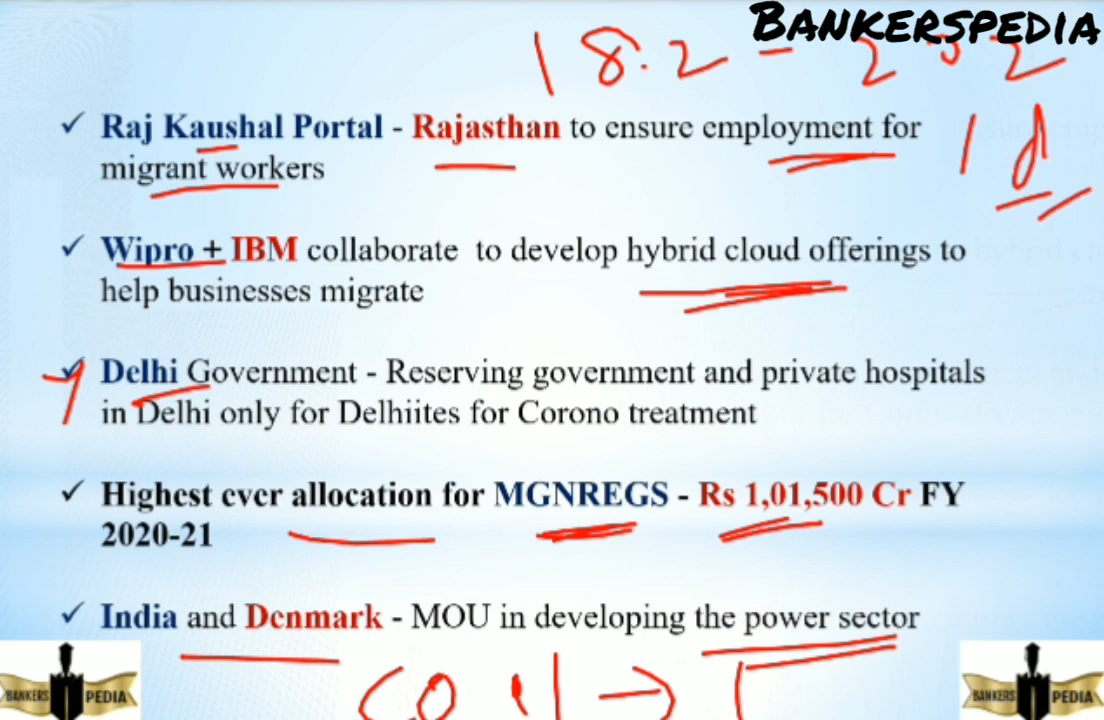 BANKERSPEDIA
18.2 - 202
✓ Raj Kaushal Portal - Rajasthan to ensure employment for
migrant workers
1d
✓ Wipro + IBM collaborate to develop hybrid cloud offerings to
help businesses migrate
✓ Delhi Government - Reserving government and private hospitals
in Delhi only for Delhiites for Corono treatment
✓ Highest ever allocation for MGNREGS - Rs 1,01,500 Cr FY
2020-21
✓ India and Denmark - MOU in developing the power sector
BANKERS PEDIA
BANKERS PEDIA